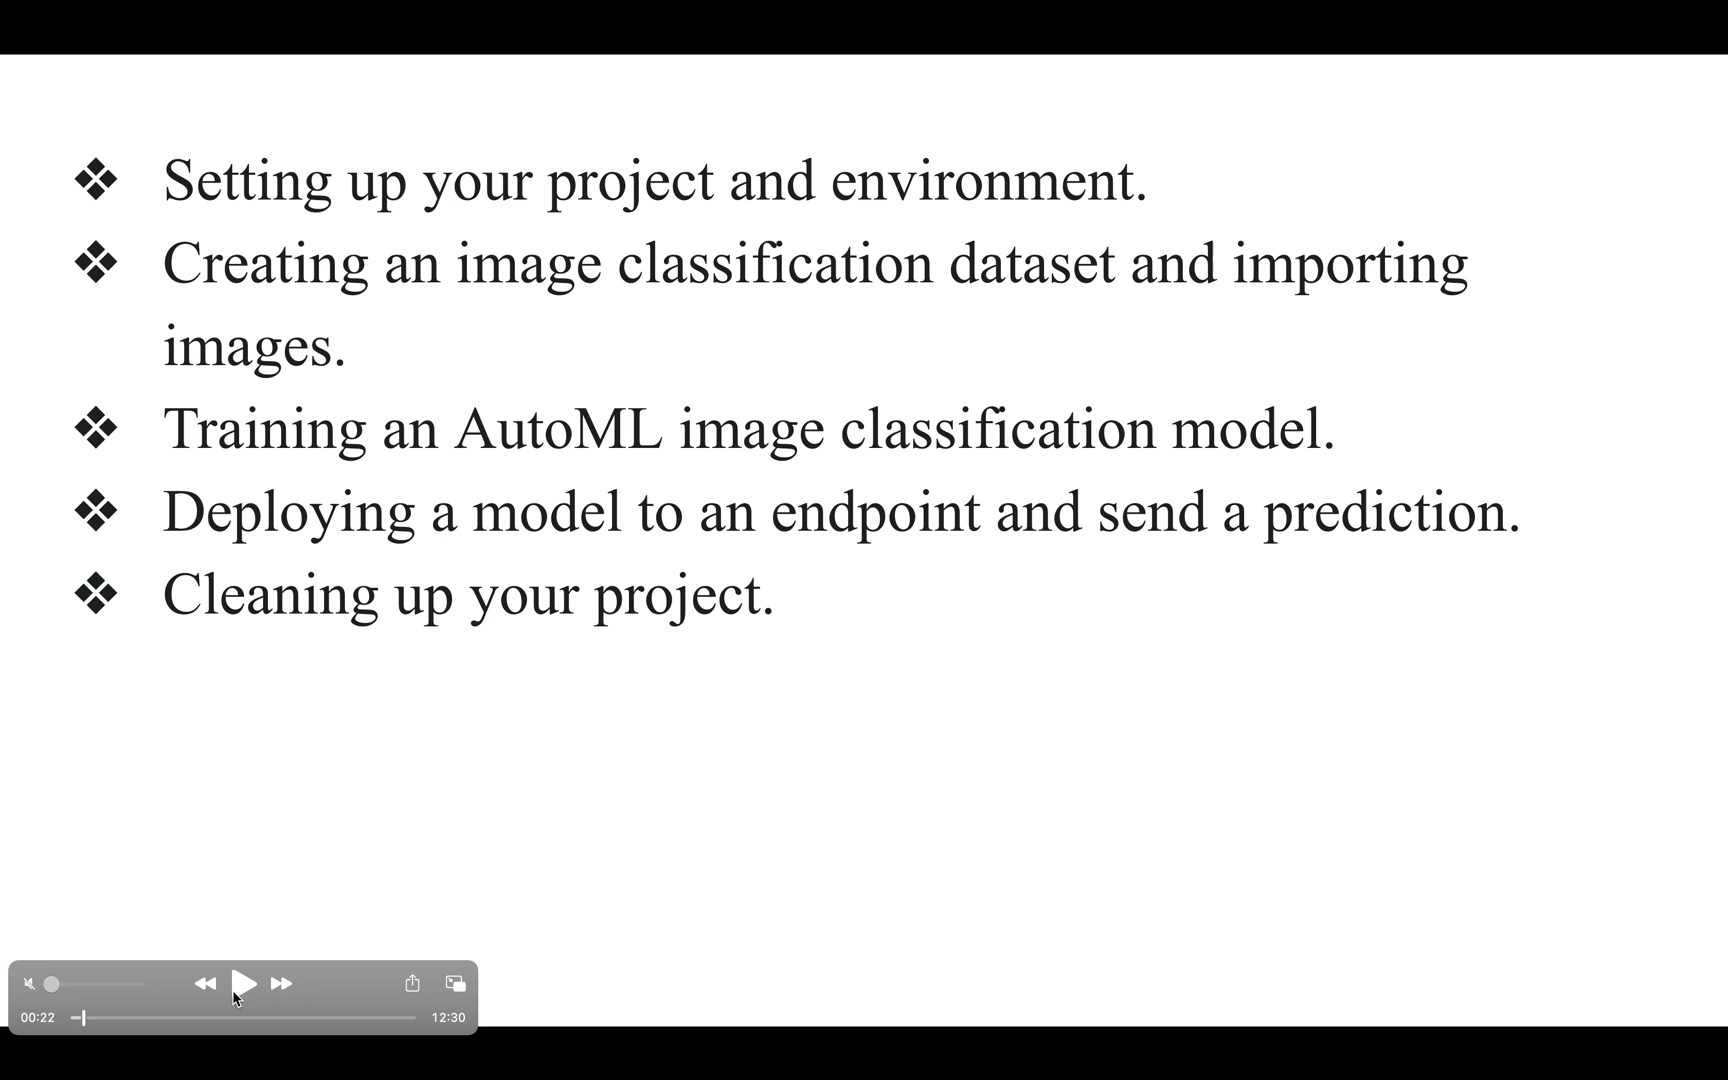 ❖ Setting up your project and environment.
❖ Creating an image classification dataset and importing
images.
❖ Training an AutoML image classification model.
❖ Deploying a model to an endpoint and send a prediction.
❖ Cleaning up your project.
00:22
12:30